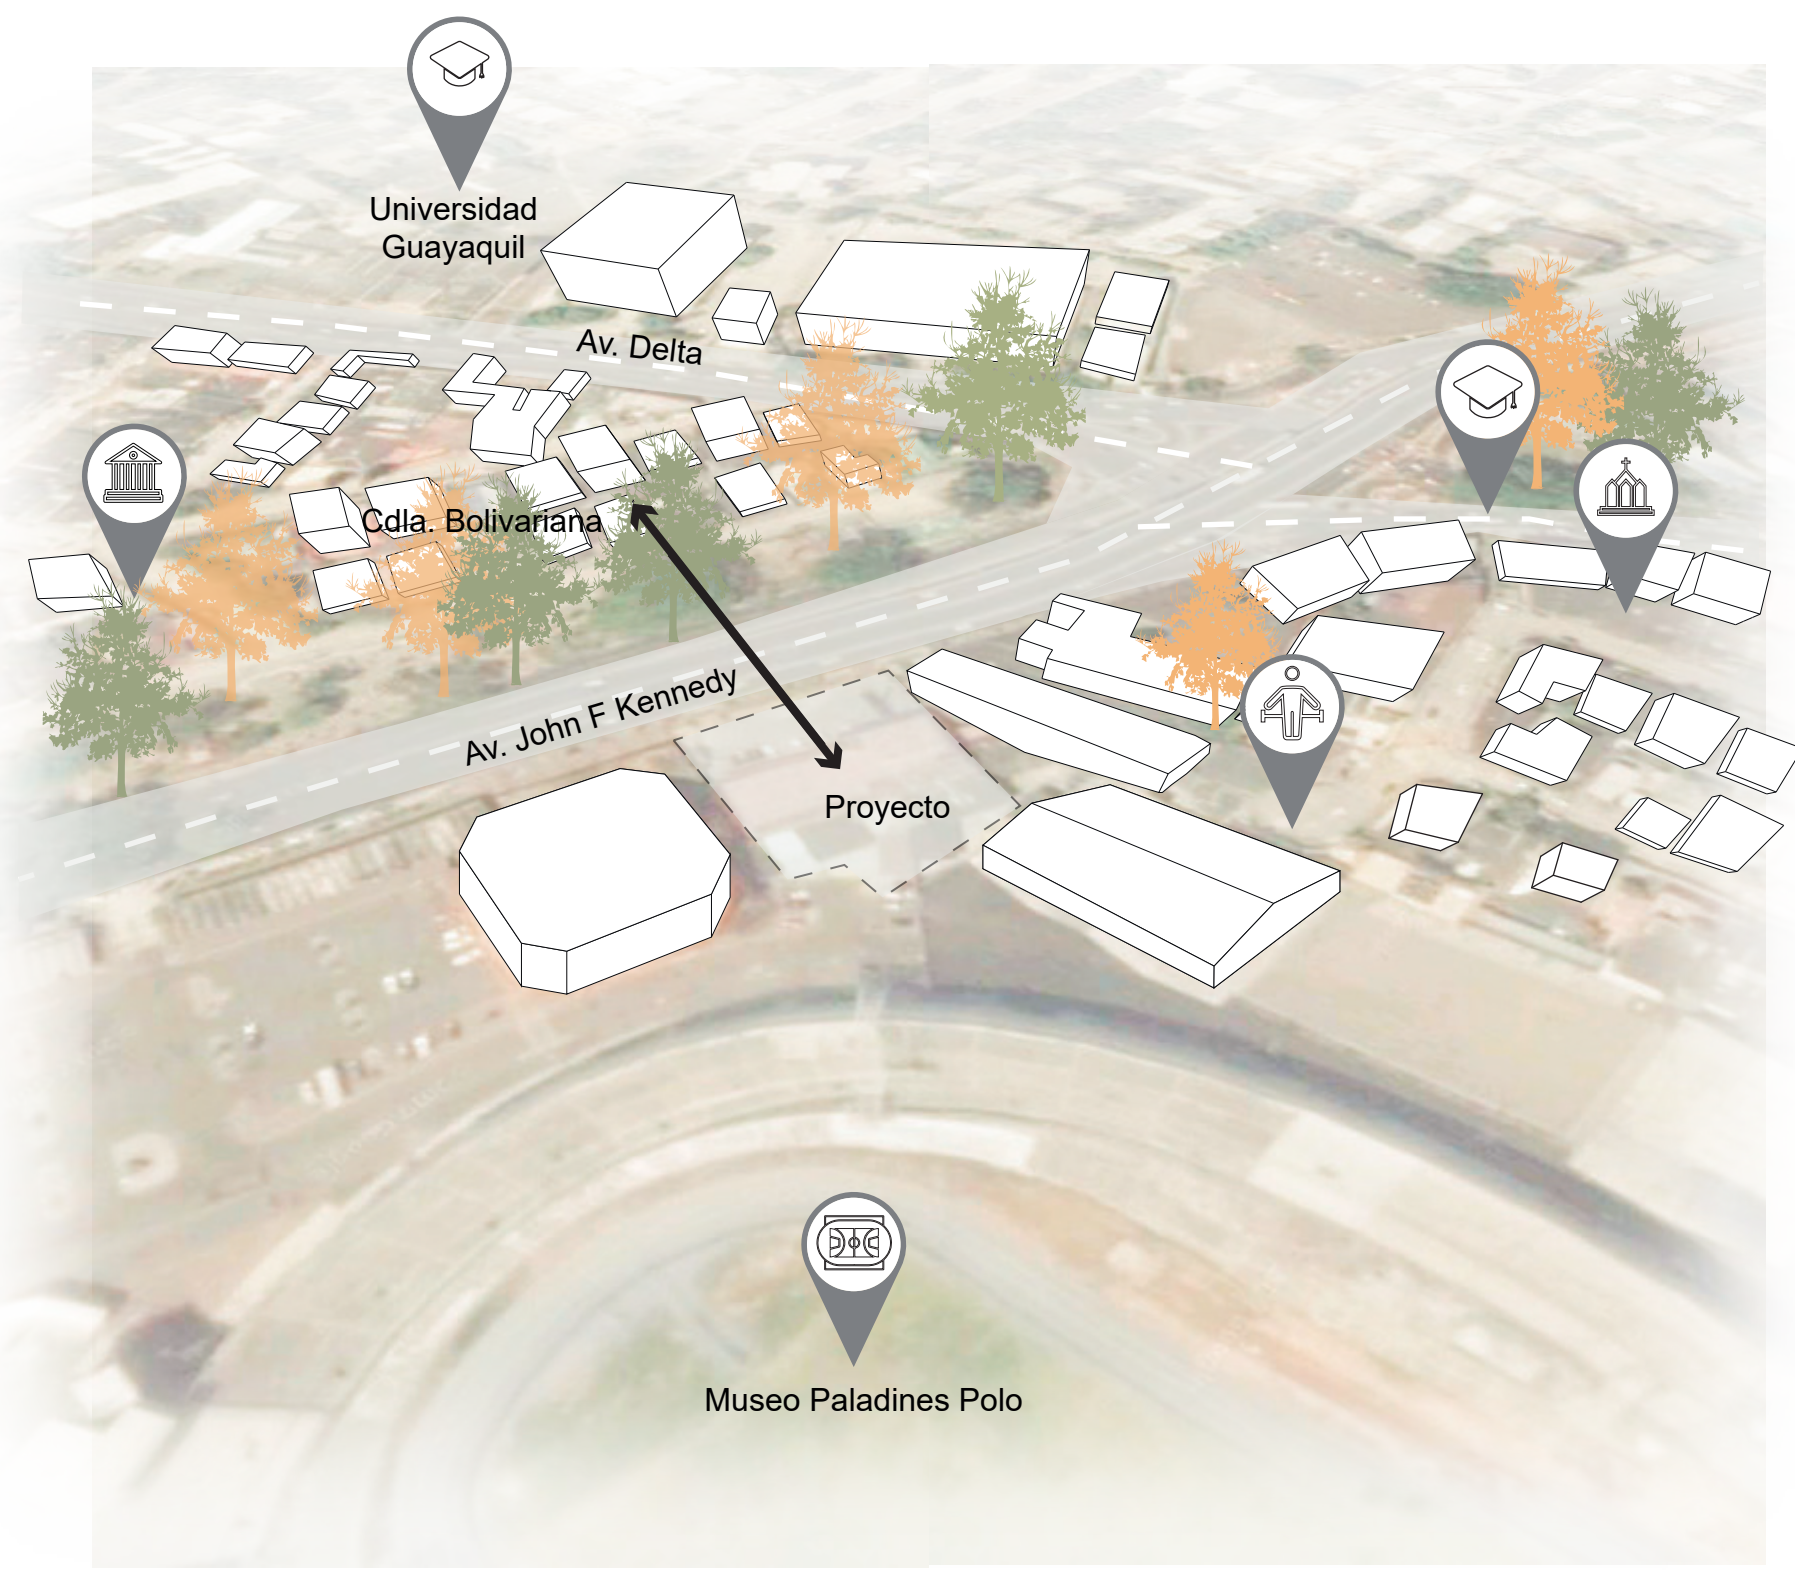 Universidad
Guayaquil
Av. Delta
Cdla. Bolivariana
Av. John F Kennedy
Proyecto
Museo Paladines Polo